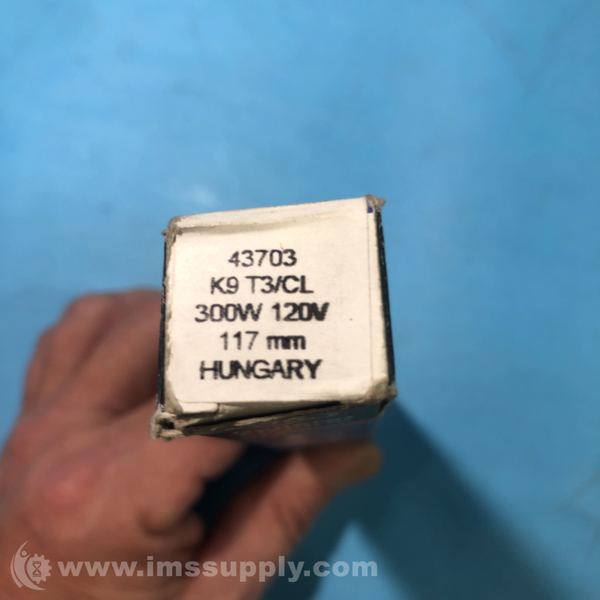 43703
K9 T3/CL
300W 120V
117 mm
HUNGARY
www.imssupply.com